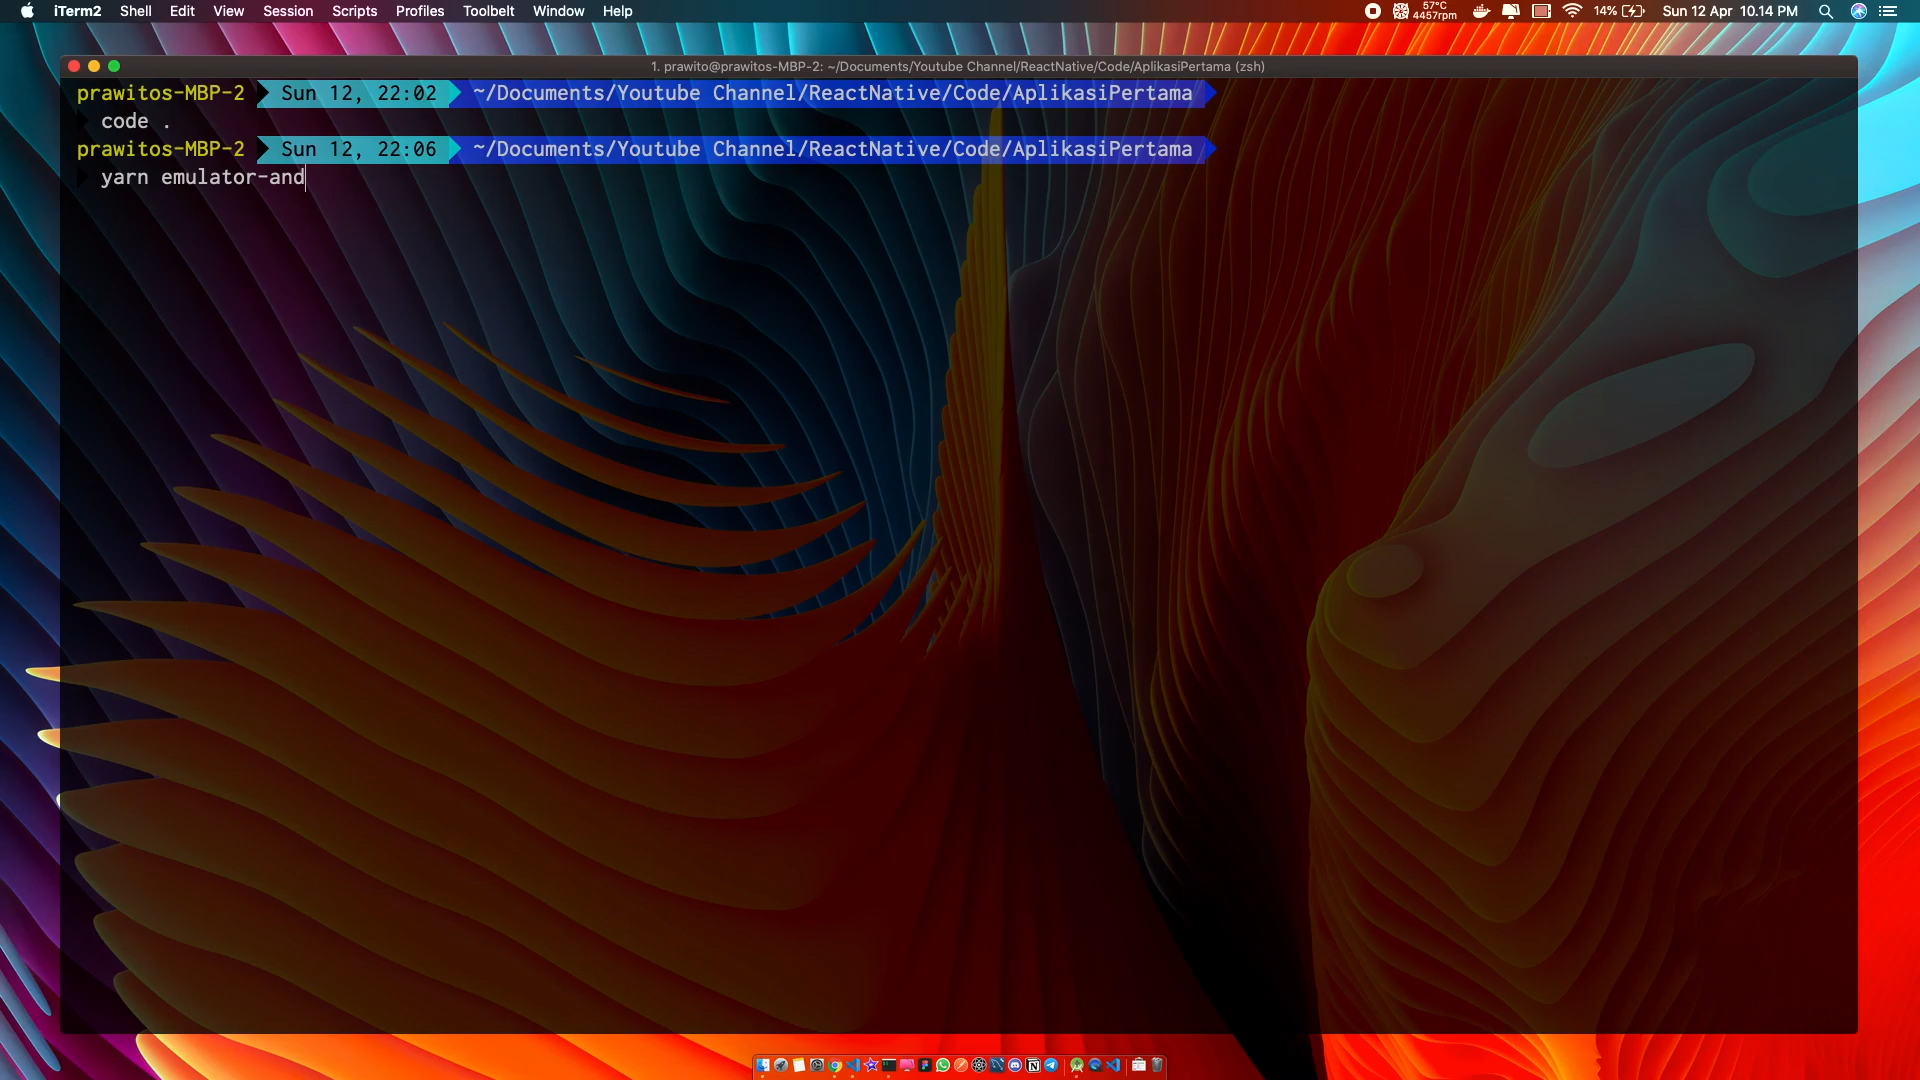 iTerm2 Shell Edit View Session Scripts Profiles Toolbelt Window Help 57°C 4457rpm 14% Sun 12 Apr 10.14 PM
1. prawito@prawitos-MBP-2: ~/Documents/Youtube Channel/ReactNative/Code/AplikasiPertama (zsh)
prawitos-MBP-2 Sun 12, 22:02 ~/Documents/Youtube Channel/ReactNative/Code/AplikasiPertama
code .
prawitos-MBP-2 Sun 12, 22:06 ~/Documents/Youtube Channel/ReactNative/Code/AplikasiPertama
yarn emulator-and